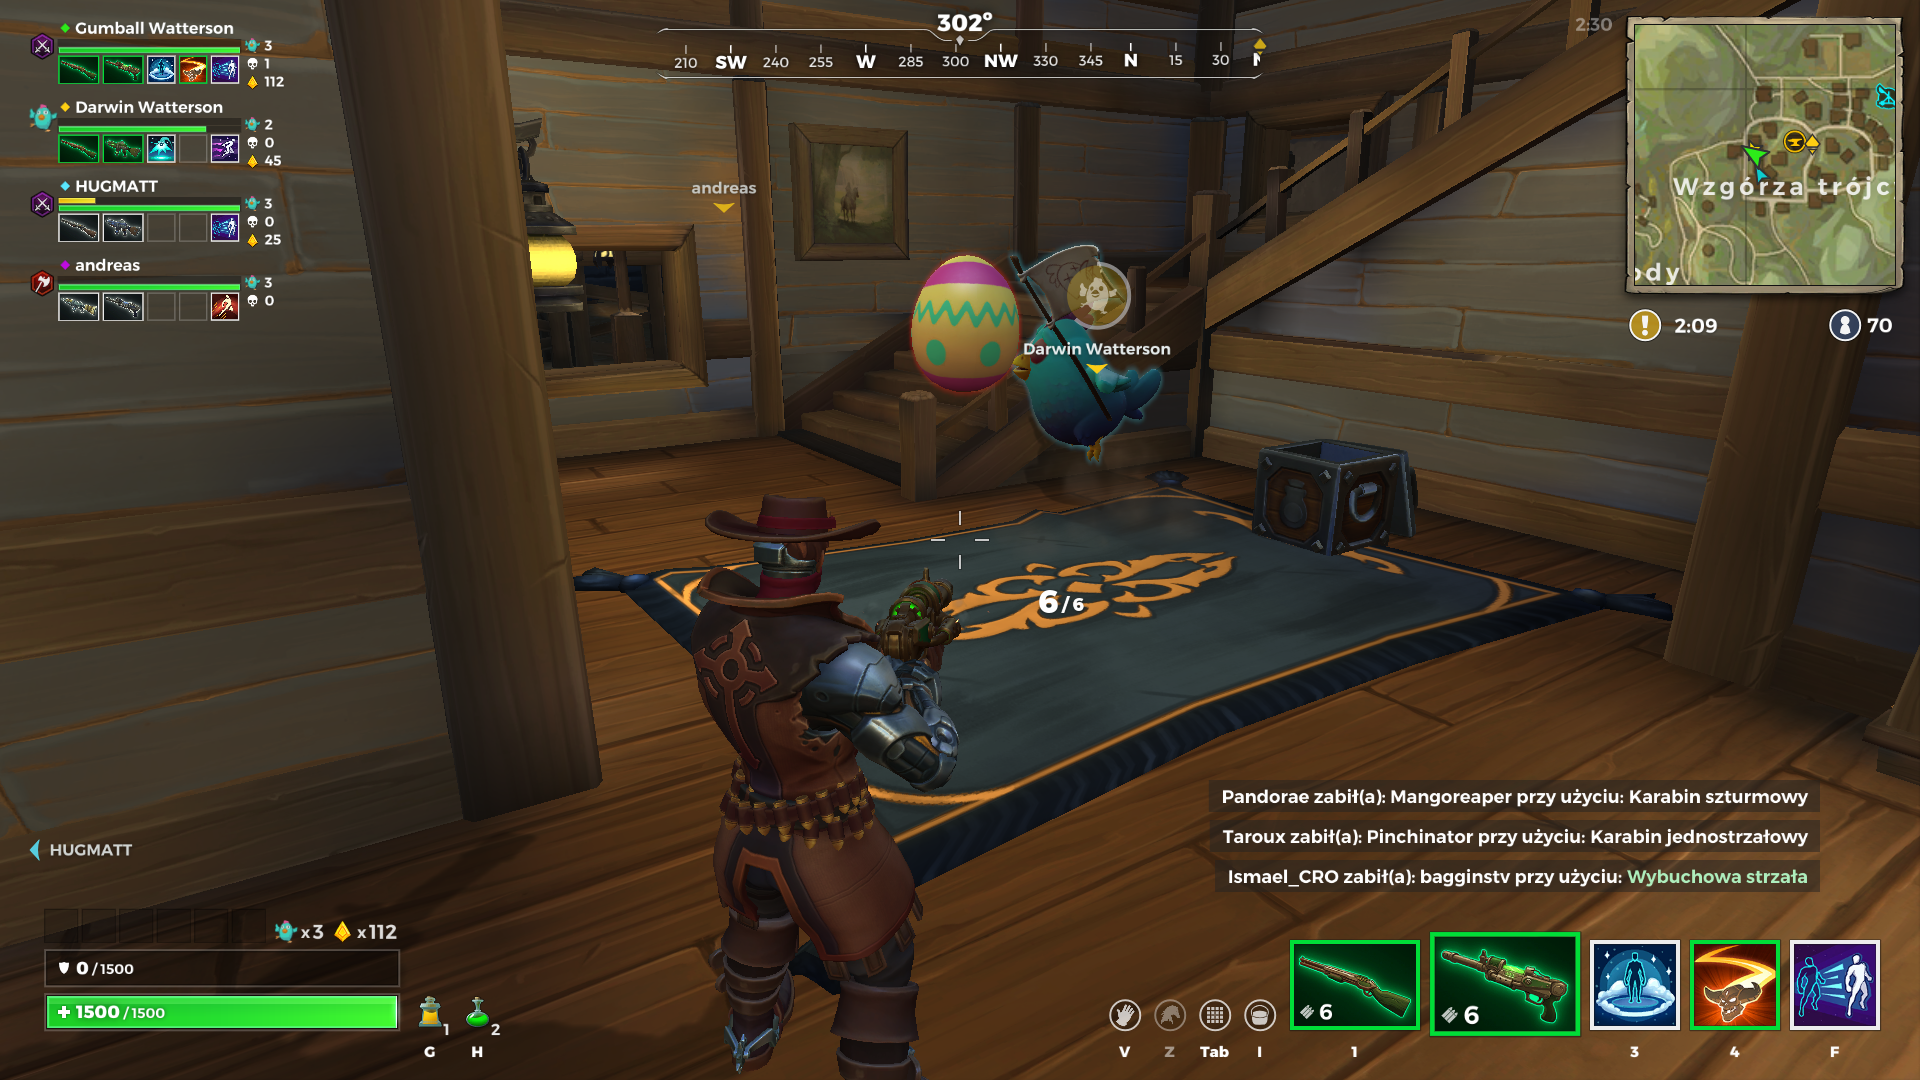 Gumball Watterson
3
1
112
Darwin Watterson
2
0
45
HUGMATT
3
0
25
andreas
3
0
302°
210 SW 240 255 W 285 300 NW 330 345 N 15 30
2:30
Wzgórza trójc
ody
2:09
70
andreas
Darwin Watterson
6/6
HUGMATT
x3 x112
0/1500
1500/1500
1 2
G H
Pandorae zabił(a): Mangoreaper przy użyciu: Karabin szturmowy
Taroux zabił(a): Pinchinator przy użyciu: Karabin jednostrzałowy
Ismael_CRO zabił(a): bagginstv przy użyciu: Wybuchowa strzała
6 6
V Z Tab I 1 3 4 F